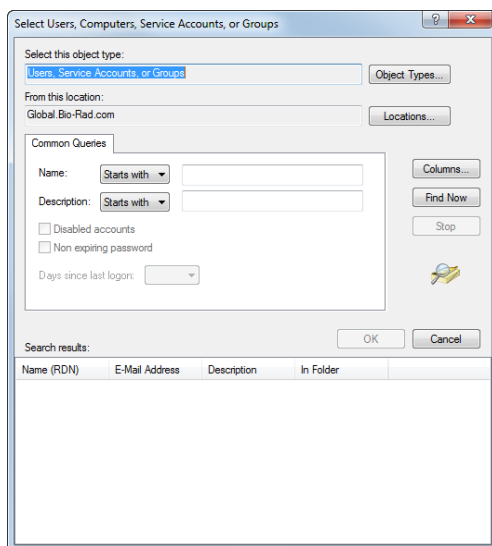 Select Users, Computers, Service Accounts, or Groups
? X
Select this object type:
Users, Service Accounts, or Groups
Object Types...
From this location:
Global.Bio-Rad.com
Locations...
Common Queries
Name: Starts with
Columns...
Description: Starts with
Find Now
Disabled accounts
Stop
Non expiring password
Days since last logon:
OK
Cancel
Search results:
Name (RDN) E-Mail Address Description In Folder